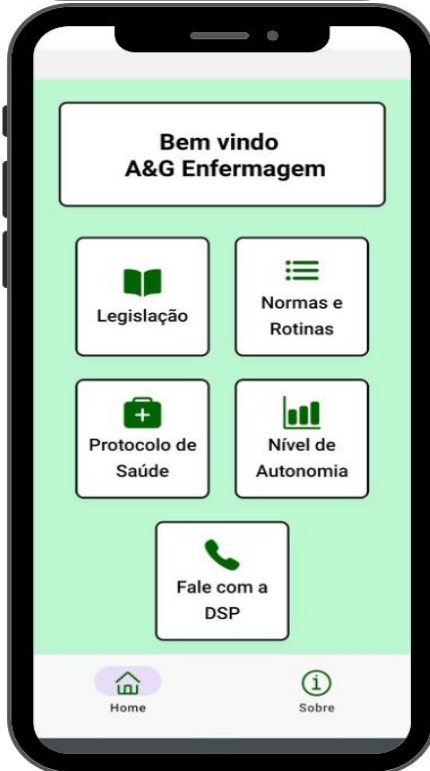 Bem vindo
A&G Enfermagem
Legislação
Normas e
Rotinas
Protocolo de
Saúde
Nível de
Autonomia
Fale com a
DSP
Home
Sobre